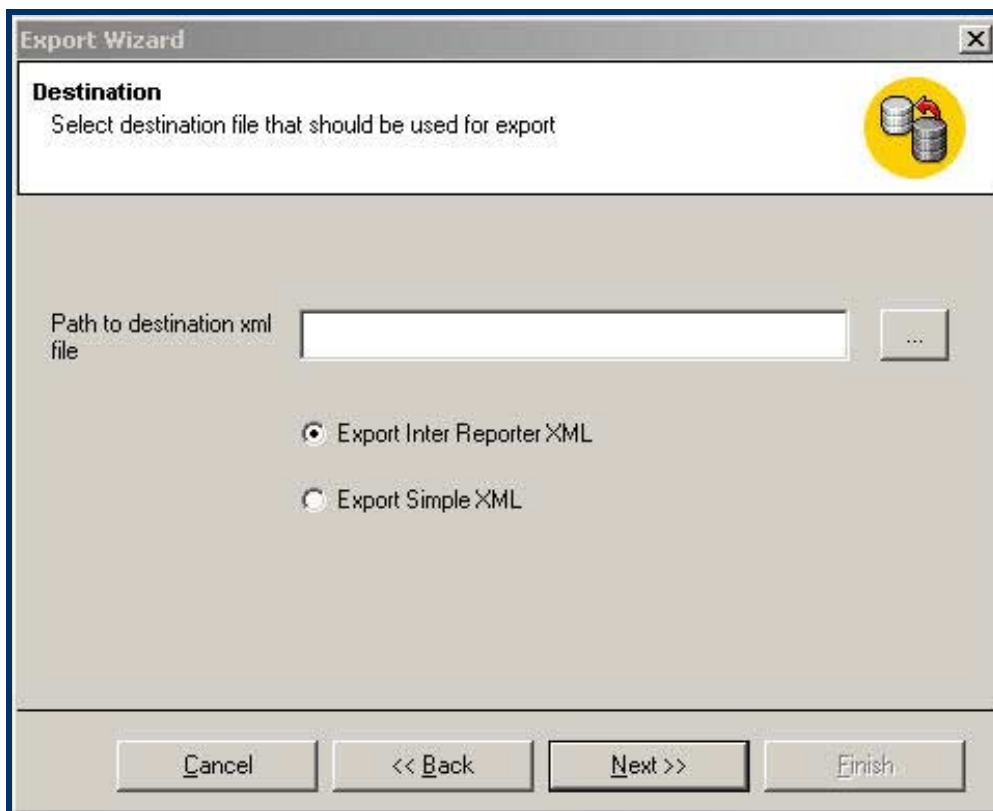 Export Wizard
Destination
Select destination file that should be used for export
Path to destination xml
file
...
Export Inter Reporter XML
Export Simple XML
Cancel
<< Back
Next >>
Finish